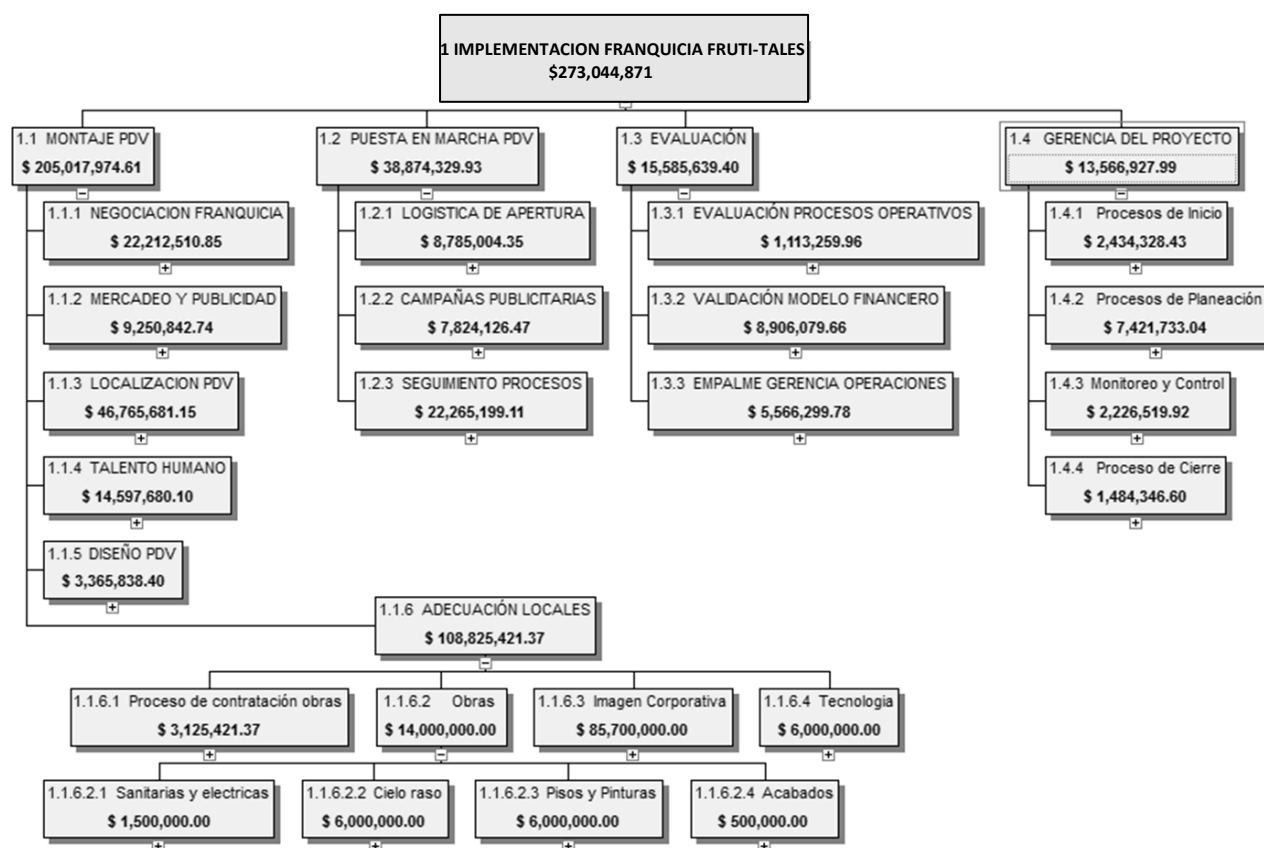 1 IMPLEMENTACION FRANQUICIA FRUTI-TALES
$273,044,871
1.1 MONTAJE PDV
$ 205,017,974.61
1.2 PUESTA EN MARCHA PDV
$ 38,874,329.93
1.3 EVALUACIÓN
$ 15,585,639.40
1.4 GERENCIA DEL PROYECTO
$ 13,566,927.99
1.1.1 NEGOCIACION FRANQUICIA
$ 22,212,510.85
1.1.2 MERCADEO Y PUBLICIDAD
$ 9,250,842.74
1.1.3 LOCALIZACION PDV
$ 46,765,681.15
1.1.4 TALENTO HUMANO
$ 14,597,680.10
1.1.5 DISEÑO PDV
$ 3,365,838.40
1.2.1 LOGISTICA DE APERTURA
$ 8,785,004.35
1.2.2 CAMPAÑAS PUBLICITARIAS
$ 7,824,126.47
1.2.3 SEGUIMIENTO PROCESOS
$ 22,265,199.11
1.3.1 EVALUACIÓN PROCESOS OPERATIVOS
$ 1,113,259.96
1.3.2 VALIDACIÓN MODELO FINANCIERO
$ 8,906,079.66
1.3.3 EMPALME GERENCIA OPERACIONES
$ 5,566,299.78
1.4.1 Procesos de Inicio
$ 2,434,328.43
1.4.2 Procesos de Planeación
$ 7,421,733.04
1.4.3 Monitoreo y Control
$ 2,226,519.92
1.4.4 Proceso de Cierre
$ 1,484,346.60
1.1.6 ADECUACIÓN LOCALES
$ 108,825,421.37
1.1.6.1 Proceso de contratación obras
$ 3,125,421.37
1.1.6.2 Obras
$ 14,000,000.00
1.1.6.3 Imagen Corporativa
$ 85,700,000.00
1.1.6.4 Tecnologia
$ 6,000,000.00
1.1.6.2.1 Sanitarias y electricas
$ 1,500,000.00
1.1.6.2.2 Cielo raso
$ 6,000,000.00
1.1.6.2.3 Pisos y Pinturas
$ 6,000,000.00
1.1.6.2.4 Acabados
$ 500,000.00